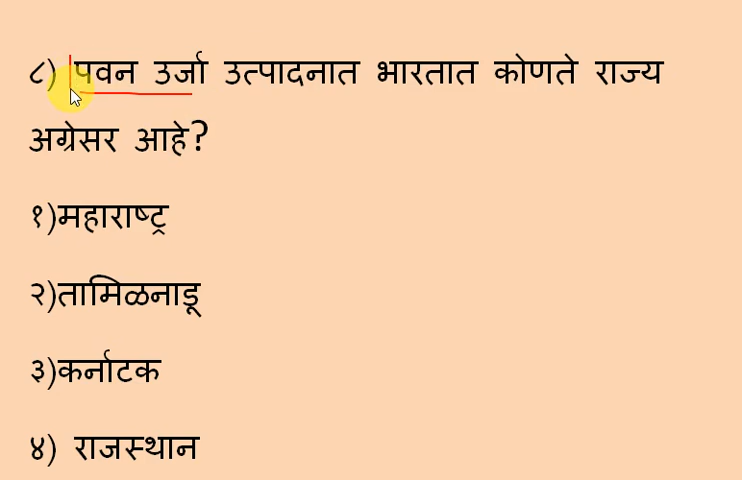 ८) पवन उर्जा उत्पादनात भारतात कोणते राज्य
अग्रेसर आहे?
१)महाराष्ट्र
२)तामिळनाडू
३)कर्नाटक
४) राजस्थान